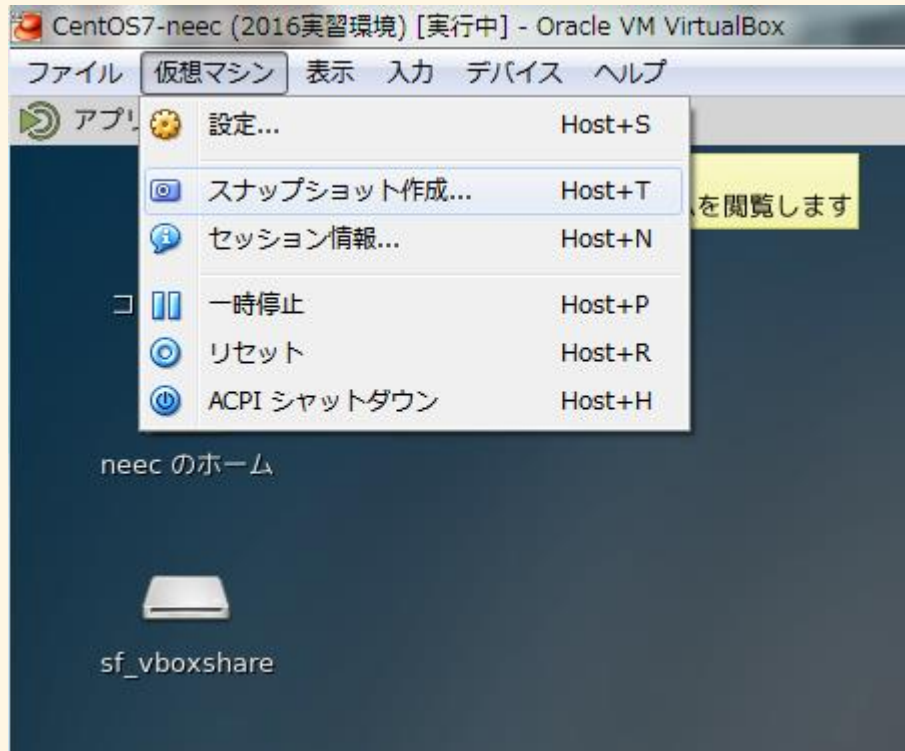 CentOS7-neec (2016実習環境) [実行中] - Oracle VM VirtualBox
ファイル 仮想マシン 表示 入力 デバイス ヘルプ
アプリ
設定... Host+S
スナップショット作成... Host+T
を閲覧します
セッション情報... Host+N
コ
一時停止 Host+P
リセット Host+R
ACPI シャットダウン Host+H
neec のホーム
sf_vboxshare